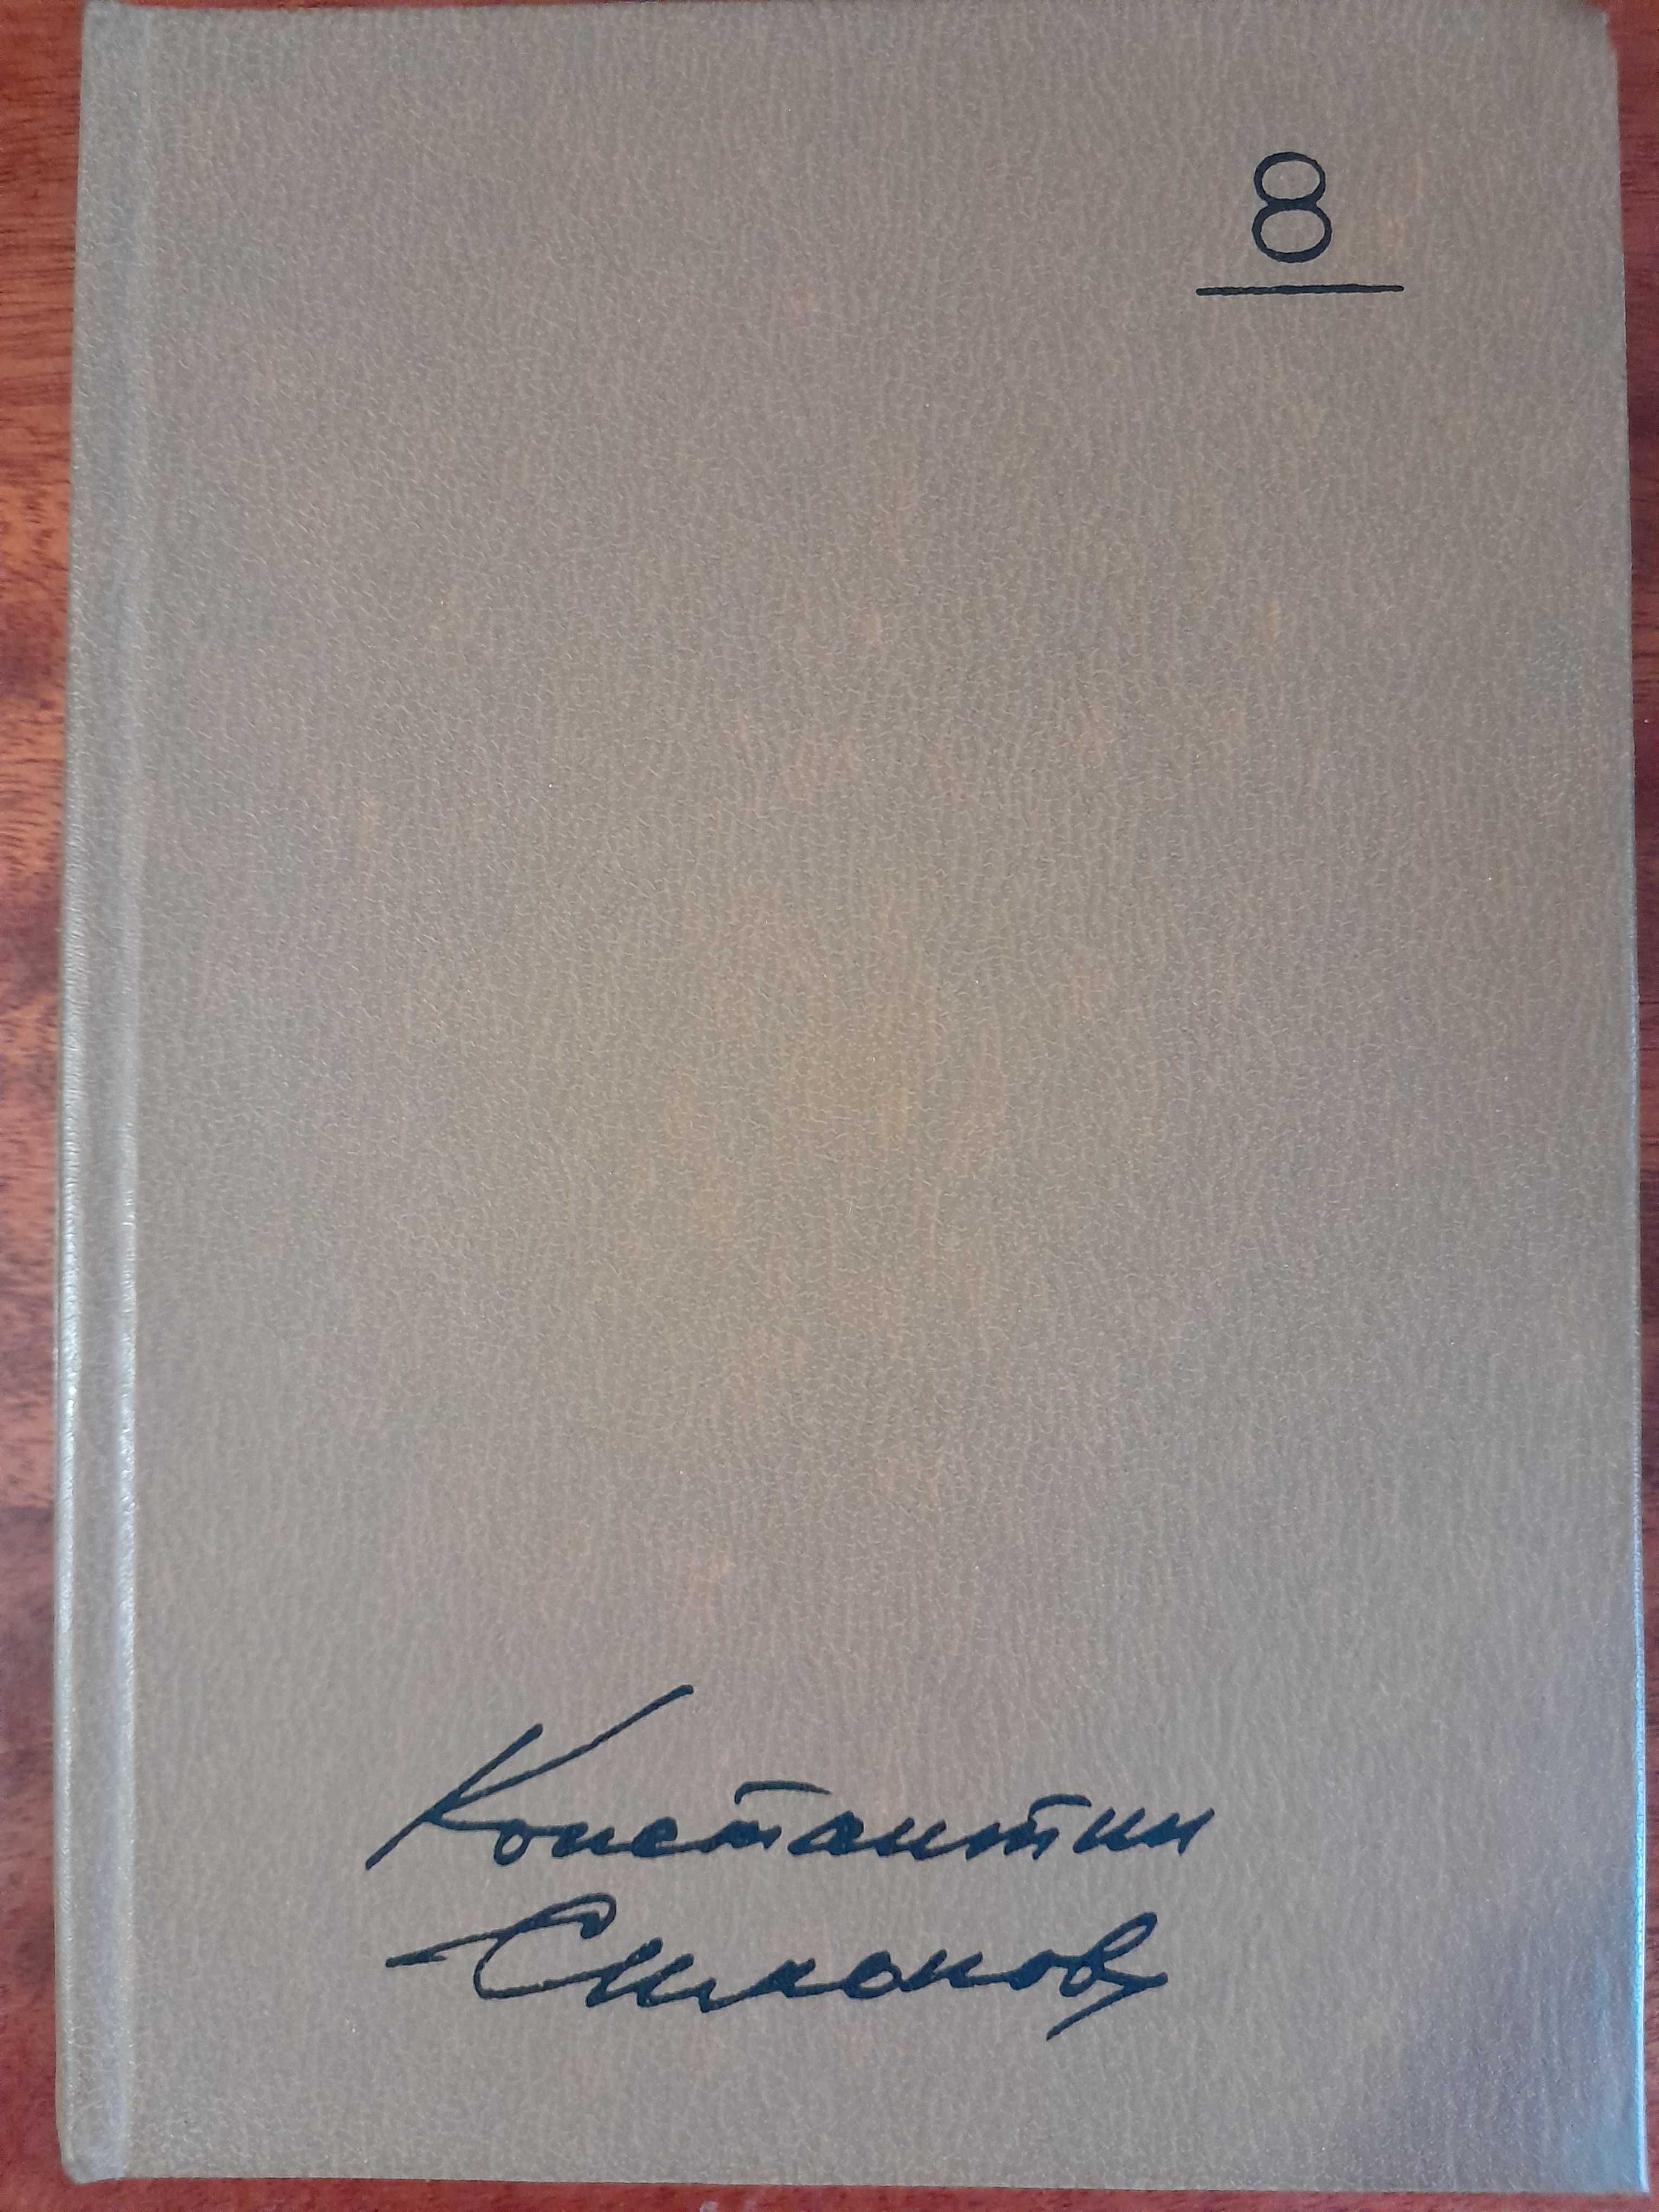 8
Константин
Симонов